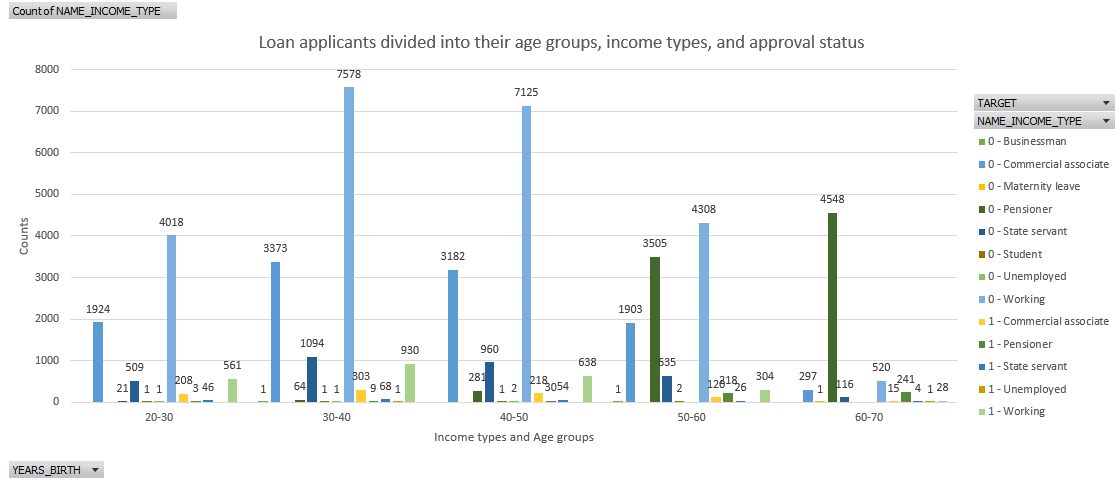 Count of NAME_INCOME_TYPE
Loan applicants divided into their age groups, income types, and approval status
8000
7000
6000
5000
4000
3000
2000
1000
0
Counts
1924 21 509 1 1 4018 208 3 46 561
1 3373 64 1094 1 1 7578 303 9 68 1 930
3182 281 960 1 2 7125 218 30 54 638
1 1903 3505 635 2 4308 120 218 26 304
297 1 4548 116 520 15 241 4 1 28
20-30 30-40 40-50 50-60 60-70
Income types and Age groups
TARGET
NAME_INCOME_TYPE
0 - Businessman
0 - Commercial associate
0 - Maternity leave
0 - Pensioner
0 - State servant
0 - Student
0 - Unemployed
0 - Working
1 - Commercial associate
1 - Pensioner
1 - State servant
1 - Unemployed
1 - Working
YEARS_BIRTH